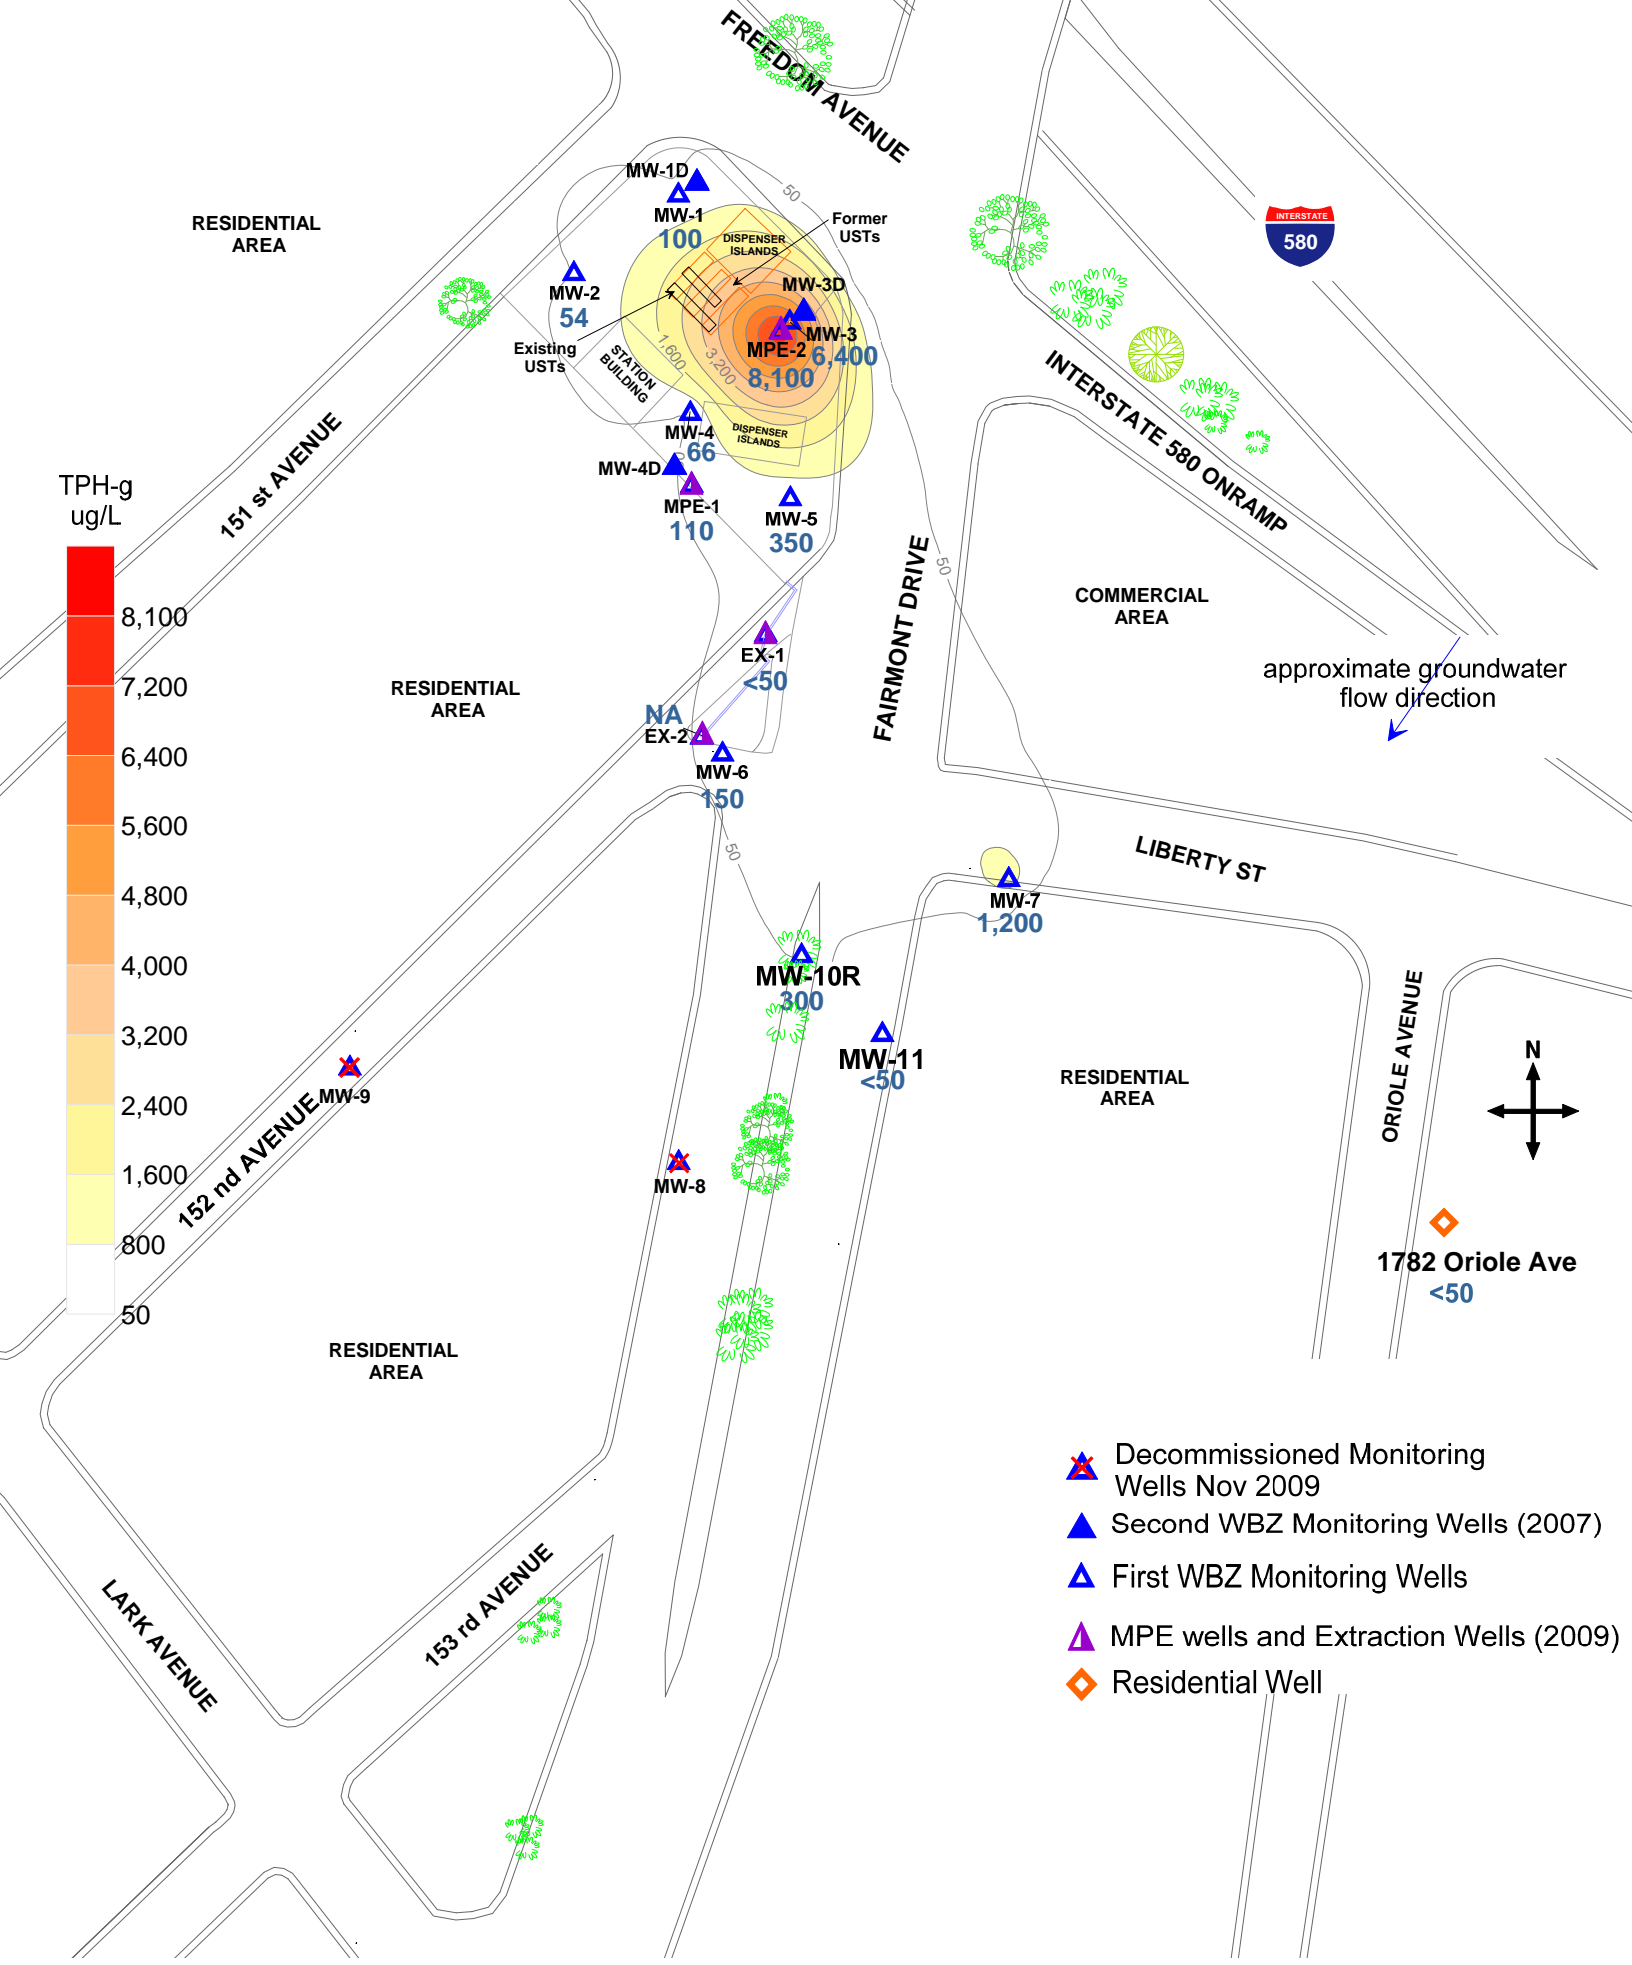 FREEDOM AVENUE
50
MW-1D
MW-1
100
RESIDENTIAL
AREA
DISPENSER
ISLANDS
Former
USTs
INTERSTATE
580
MW-2
54
MW-3D
MW-3
6,400
MPE-2
8,100
1,600
3,200
Existing
USTs
STATION
BUILDING
INTERSTATE 580 ONRAMP
MW-4
66
DISPENSER
ISLANDS
MW-4D
MPE-1
110
MW-5
350
151 st AVENUE
TPH-g
ug/L
8,100
7,200
6,400
5,600
4,800
4,000
3,200
2,400
1,600
800
50
50
FAIRMONT DRIVE
COMMERCIAL
AREA
EX-1
<50
approximate groundwater
flow direction
RESIDENTIAL
AREA
NA
EX-2
MW-6
150
50
LIBERTY ST
MW-7
1,200
MW-10R
300
MW-11
<50
RESIDENTIAL
AREA
ORIOLE AVENUE
N
MW-9
152 nd AVENUE
MW-8
1782 Oriole Ave
<50
RESIDENTIAL
AREA
Decommissioned Monitoring
Wells Nov 2009
Second WBZ Monitoring Wells (2007)
First WBZ Monitoring Wells
MPE wells and Extraction Wells (2009)
Residential Well
LARK AVENUE
153 rd AVENUE